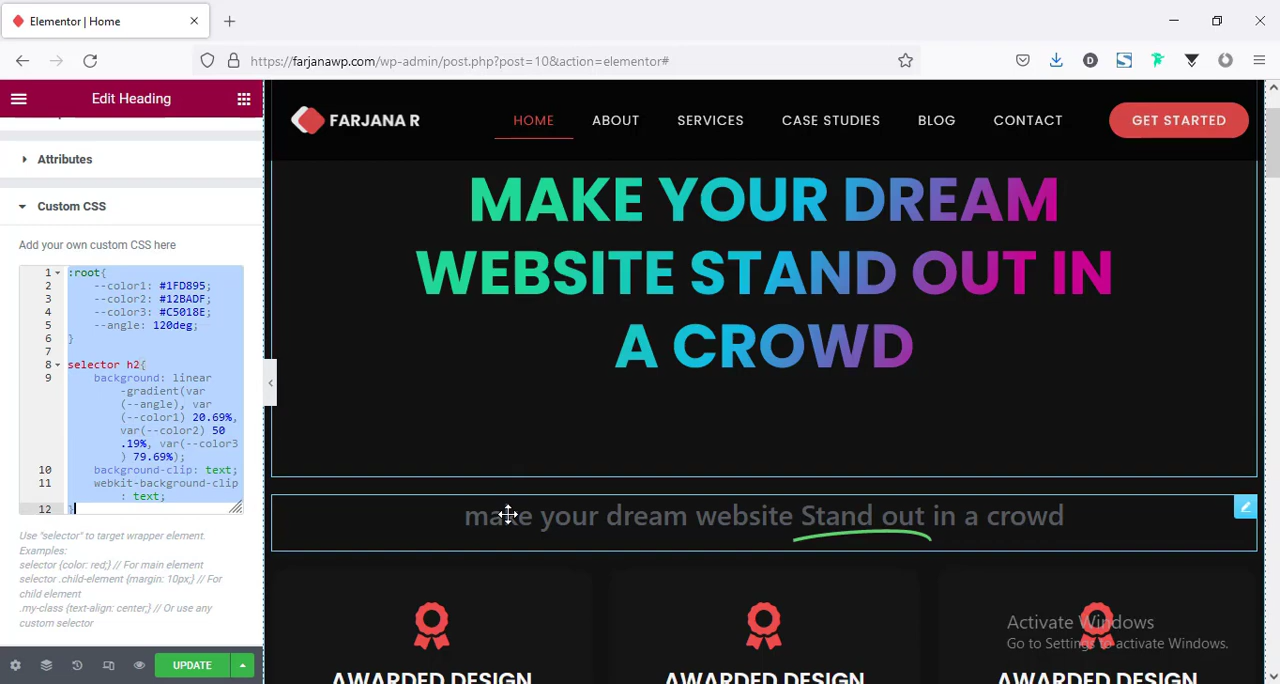 Elementor | Home
https://farjanawp.com/wp-admin/post.php?post=10&action=elementor#
D
S
Edit Heading
FARJANA R
HOME
ABOUT
SERVICES
CASE STUDIES
BLOG
CONTACT
GET STARTED
Attributes
Custom CSS
Add your own custom CSS here
1 :root{
2 --color1: #1FD895;
3 --color2: #12BADF;
4 --color3: #C5018E;
5 --angle: 120deg;
6 }
7
8 selector h2{
9 background: linear
-gradient(var
(--angle), var
(--color1) 20.69%,
var(--color2) 50
.19%, var(--color3
) 79.69%);
10 background-clip: text;
11 webkit-background-clip
: text;
12 }
Use "selector" to target wrapper element.
Examples:
selector {color: red;} // For main element
selector .child-element {margin: 10px;} // For
child element
.my-class {text-align: center;} // Or use any
custom selector
UPDATE
MAKE YOUR DREAM
WEBSITE STAND OUT IN
A CROWD
make your dream website Stand out in a crowd
AWARDED DESIGN
AWARDED DESIGN
AWARDED DESIGN
Activate Windows
Go to Settings to activate Windows.